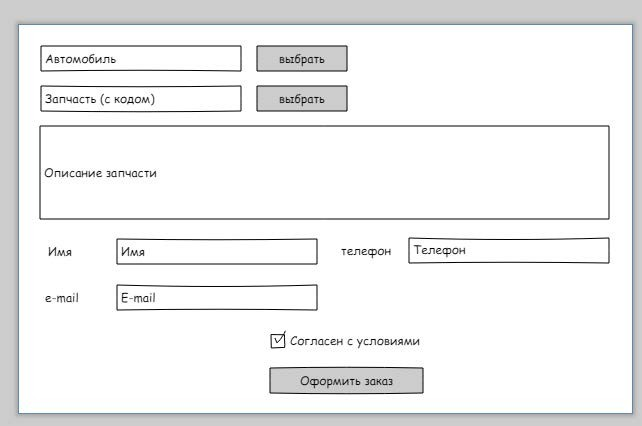 Автомобиль выбрать
Запчасть (с кодом) выбрать
Описание запчасти
Имя Имя телефон Телефон
e-mail E-mail
Согласен с условиями
Оформить заказ